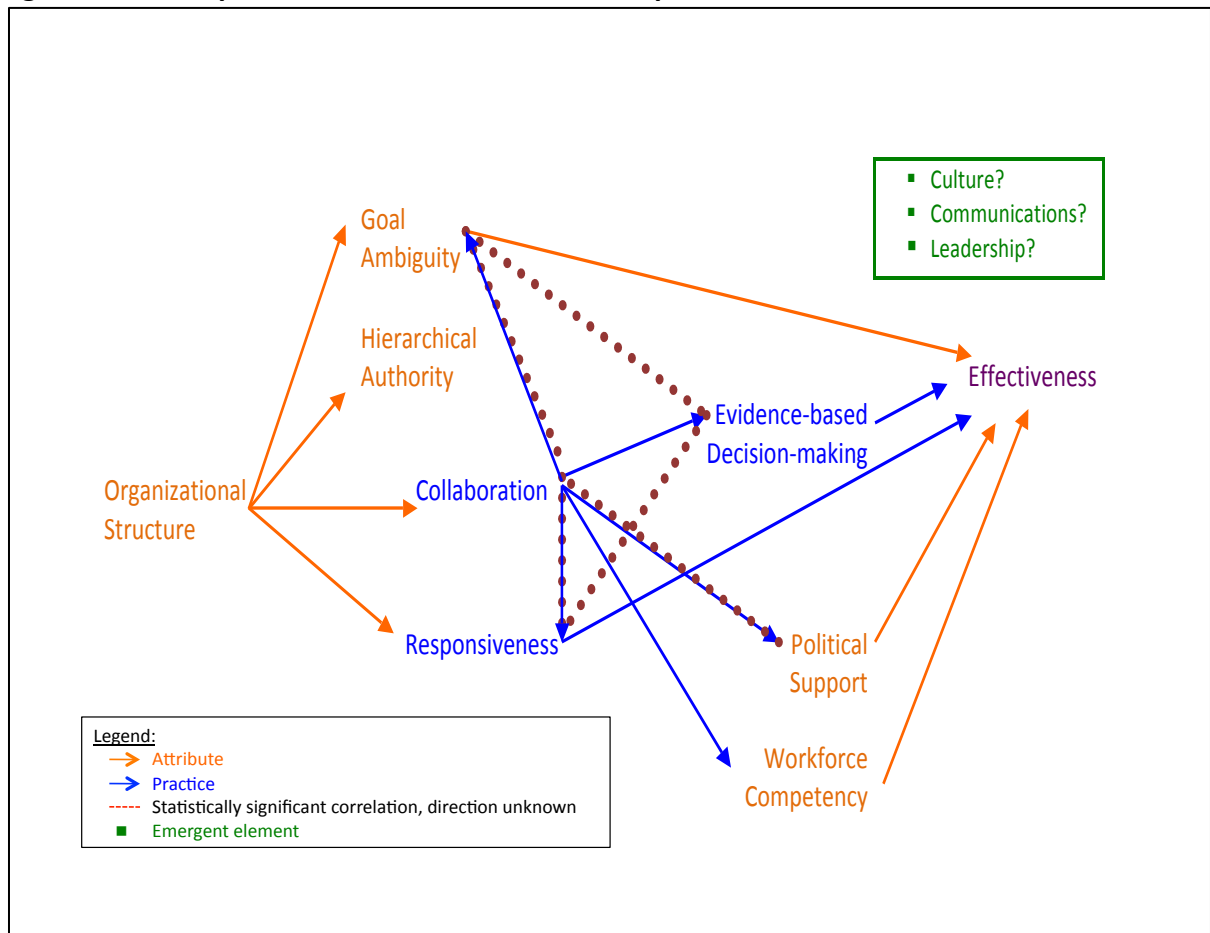 Goal
Ambiguity
Hierarchical
Authority
Organizational
Structure
Collaboration
Responsiveness
Evidence-based
Decision-making
Effectiveness
Political
Support
Workforce
Competency
▪ Culture?
▪ Communications?
▪ Leadership?
Legend:
Attribute
Practice
Statistically significant correlation, direction unknown
Emergent element